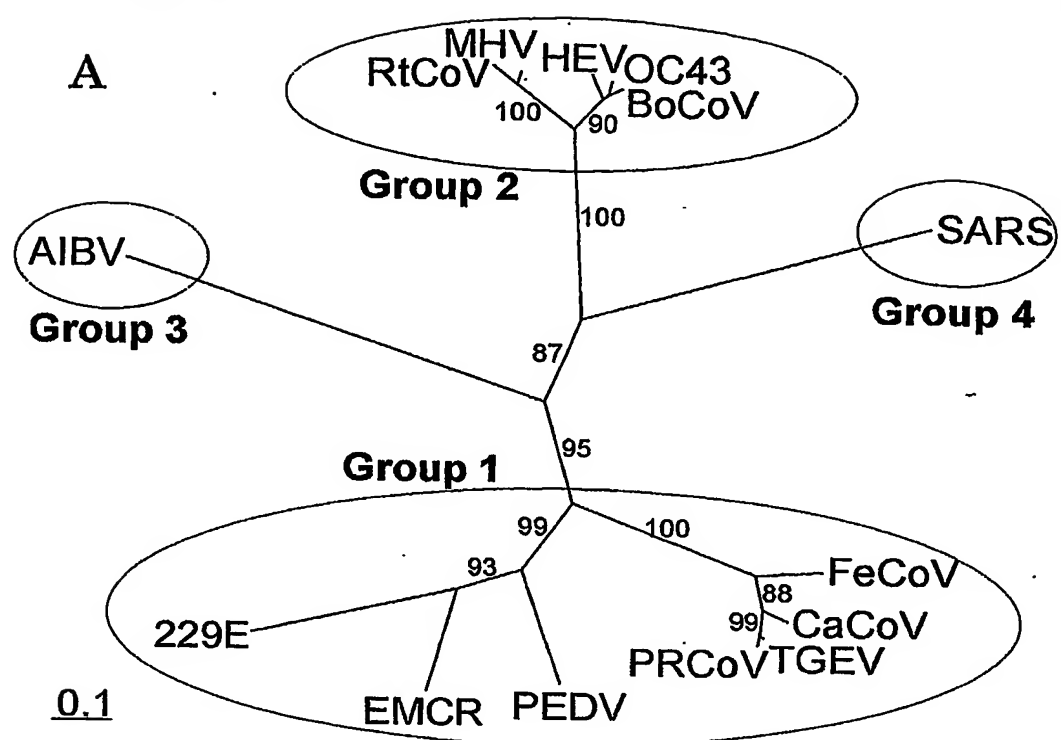 A
MHV HEV OC43
RtCoV BoCoV
100 90
Group 2
100
AIBV
SARS
Group 3
Group 4
87
95
Group 1
99 100
93
FeCoV
88
229E
99 CaCoV
PRCoV TGEV
EMCR PEDV
0,1